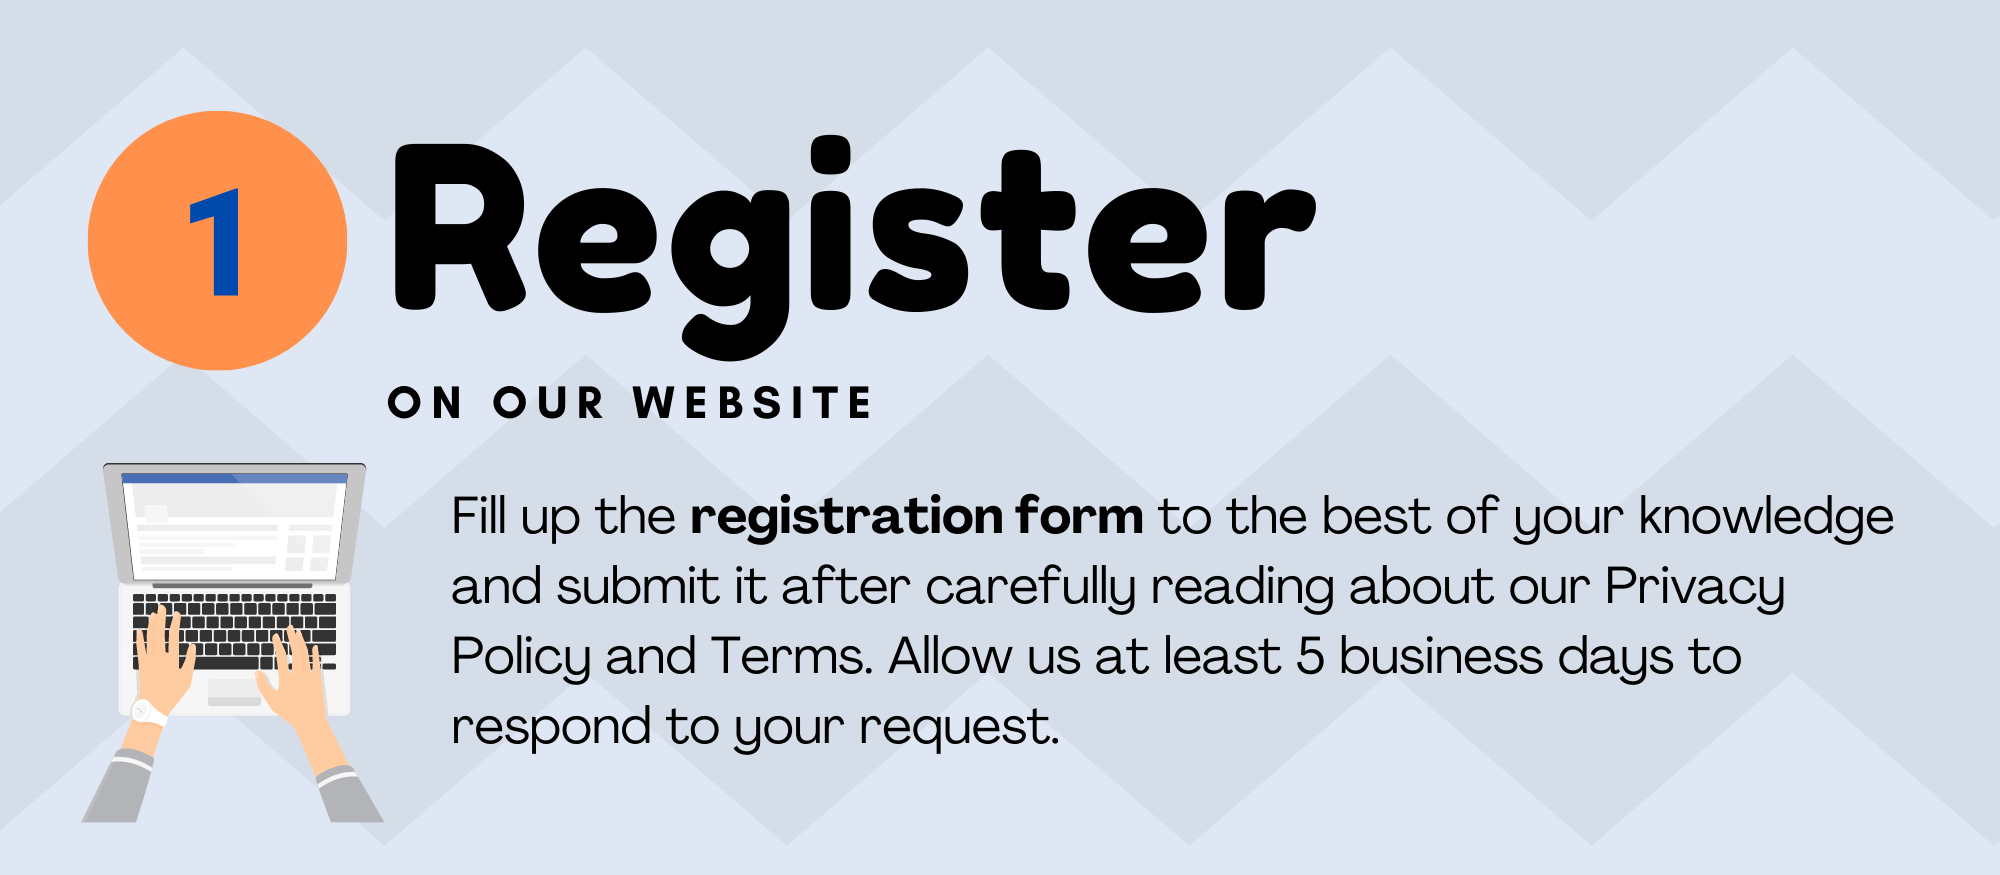 1
Register
ON OUR WEBSITE
Fill up the registration form to the best of your knowledge
and submit it after carefully reading about our Privacy
Policy and Terms. Allow us at least 5 business days to
respond to your request.